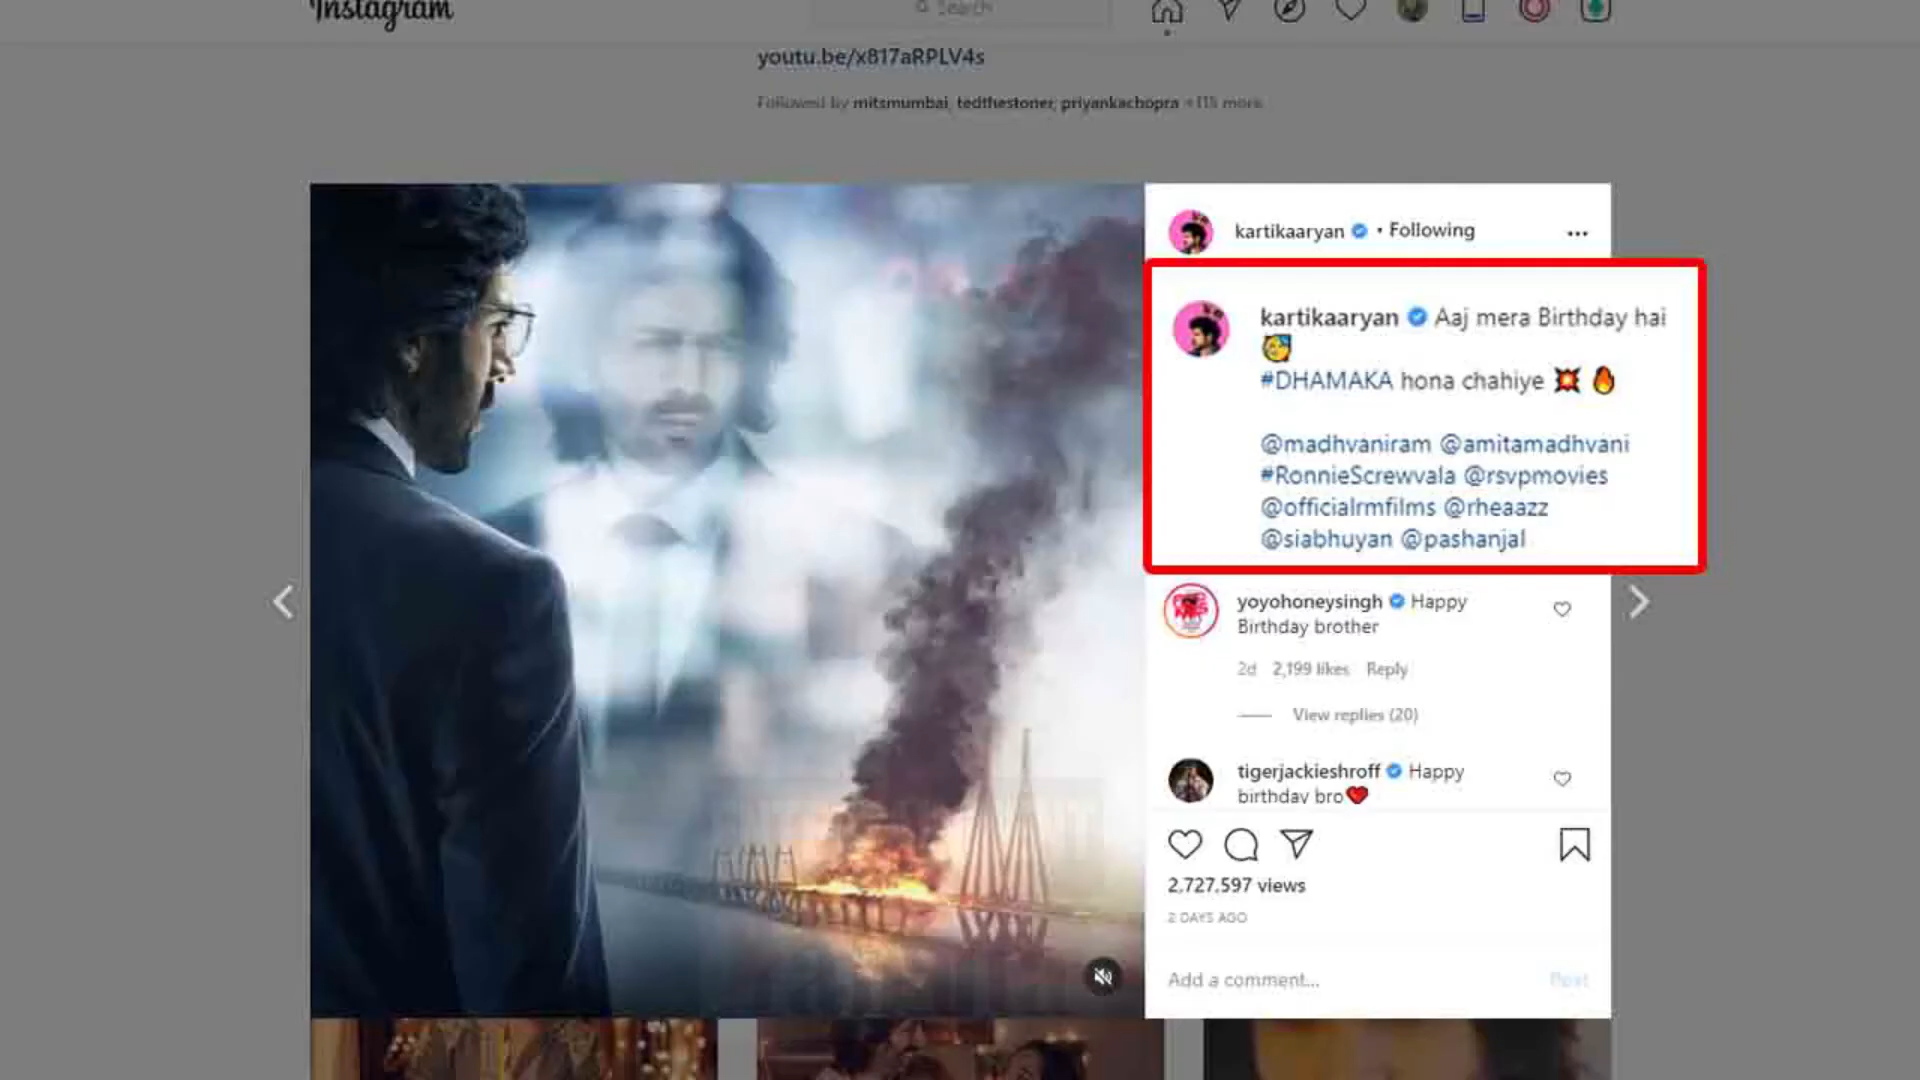 Instagram
Search
youtu.be/x817aRPLV4s
Followed by mitsmumbai, tedthestoner, priyankachopra +115 more
kartikaaryan • Following
kartikaaryan Aaj mera Birthday hai
🥳
#DHAMAKA hona chahiye 💥 🔥
@madhvaniram @amitamadhvani
#RonnieScrewvala @rsvpmovies
@officialrmfilms @rheaazz
@siabhuyan @pashanjal
yoyohoneysingh Happy
Birthday brother
2d 2,199 likes Reply
View replies (20)
tigerjackieshroff Happy
birthday bro❤️
2,727,597 views
2 DAYS AGO
Add a comment...
Post